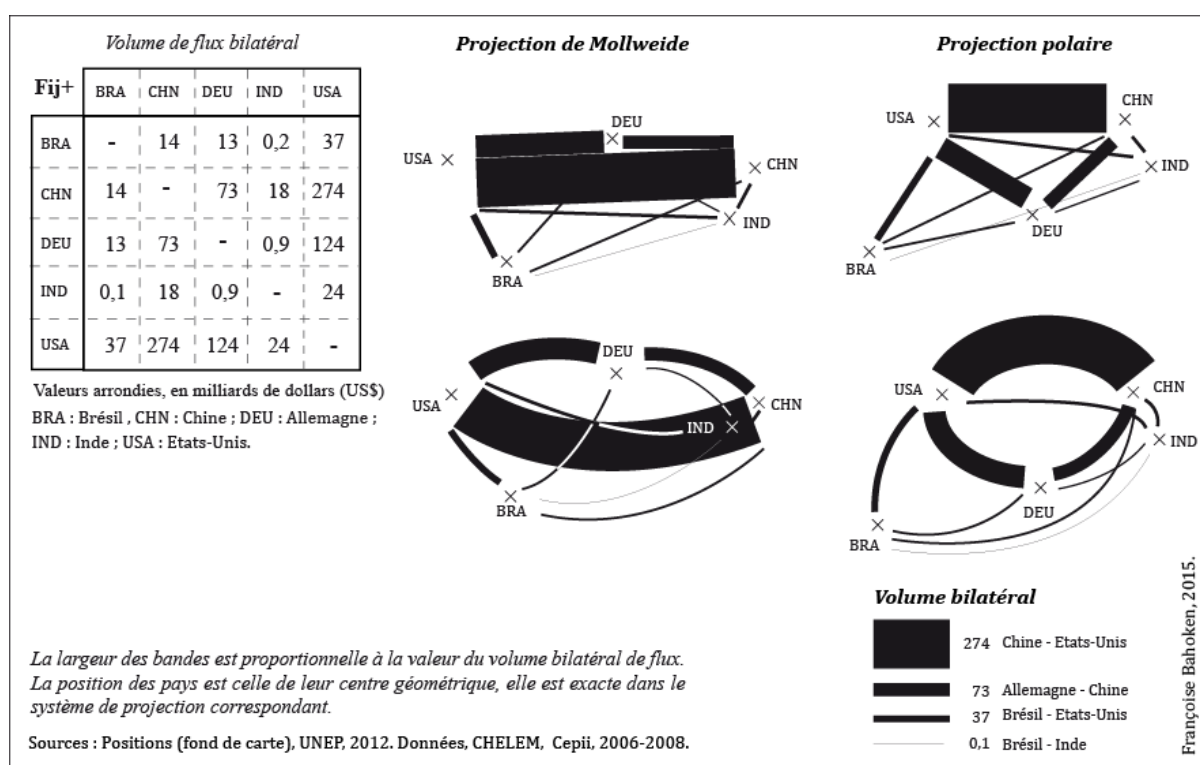 Volume de flux bilatéral
Fij+ BRA CHN DEU IND USA
BRA - 14 13 0,2 37
CHN 14 - 73 18 274
DEU 13 73 - 0,9 124
IND 0,1 18 0,9 - 24
USA 37 274 124 24 -
Valeurs arrondies, en milliards de dollars (US$)
BRA : Brésil , CHN : Chine ; DEU : Allemagne ;
IND : Inde ; USA : Etats-Unis.
Projection de Mollweide
DEU
USA
CHN
IND
BRA
DEU
USA
CHN
IND
BRA
Projection polaire
USA
CHN
IND
DEU
BRA
USA
CHN
IND
DEU
BRA
Volume bilatéral
274 Chine - Etats-Unis
73 Allemagne - Chine
37 Brésil - Etats-Unis
0,1 Brésil - Inde
La largeur des bandes est proportionnelle à la valeur du volume bilatéral de flux.
La position des pays est celle de leur centre géométrique, elle est exacte dans le
système de projection correspondant.
Sources : Positions (fond de carte), UNEP, 2012. Données, CHELEM, Cepii, 2006-2008.
Françoise Bahoken, 2015.